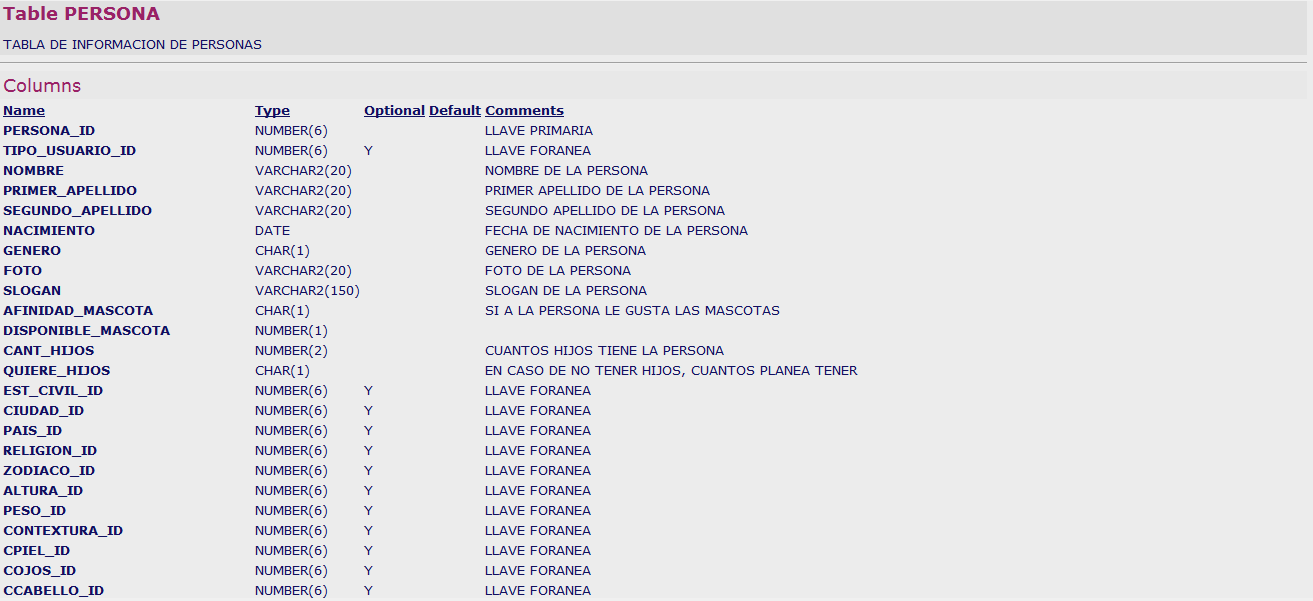 Table PERSONA
TABLA DE INFORMACION DE PERSONAS
Columns
Name Type Optional Default Comments
PERSONA_ID NUMBER(6) LLAVE PRIMARIA
TIPO_USUARIO_ID NUMBER(6) Y LLAVE FORANEA
NOMBRE VARCHAR2(20) NOMBRE DE LA PERSONA
PRIMER_APELLIDO VARCHAR2(20) PRIMER APELLIDO DE LA PERSONA
SEGUNDO_APELLIDO VARCHAR2(20) SEGUNDO APELLIDO DE LA PERSONA
NACIMIENTO DATE FECHA DE NACIMIENTO DE LA PERSONA
GENERO CHAR(1) GENERO DE LA PERSONA
FOTO VARCHAR2(20) FOTO DE LA PERSONA
SLOGAN VARCHAR2(150) SLOGAN DE LA PERSONA
AFINIDAD_MASCOTA CHAR(1) SI A LA PERSONA LE GUSTA LAS MASCOTAS
DISPONIBLE_MASCOTA NUMBER(1)
CANT_HIJOS NUMBER(2) CUANTOS HIJOS TIENE LA PERSONA
QUIERE_HIJOS CHAR(1) EN CASO DE NO TENER HIJOS, CUANTOS PLANEA TENER
EST_CIVIL_ID NUMBER(6) Y LLAVE FORANEA
CIUDAD_ID NUMBER(6) Y LLAVE FORANEA
PAIS_ID NUMBER(6) Y LLAVE FORANEA
RELIGION_ID NUMBER(6) Y LLAVE FORANEA
ZODIACO_ID NUMBER(6) Y LLAVE FORANEA
ALTURA_ID NUMBER(6) Y LLAVE FORANEA
PESO_ID NUMBER(6) Y LLAVE FORANEA
CONTEXTURA_ID NUMBER(6) Y LLAVE FORANEA
CPIEL_ID NUMBER(6) Y LLAVE FORANEA
COJOS_ID NUMBER(6) Y LLAVE FORANEA
CCABELLO_ID NUMBER(6) Y LLAVE FORANEA